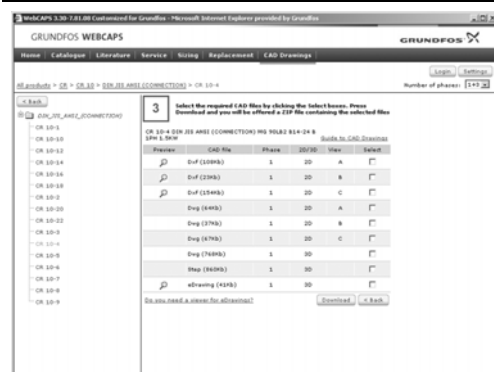 WebCAPS 3.30-7.01.00 Customized for Grundfos - Microsoft Internet Explorer provided by Grundfos
GRUNDFOS WEBCAPS
GRUNDFOS
Home Catalogue Literature Service Sizing Replacement CAD Drawings
Login Settings
All products > CR > CR 10 > DIN JIS ANSI (CONNECTION) > CR 10-4
Number of phases:
< Back
3
Select the required CAD files by clicking the Select boxes. Press
Download and you will be offered a ZIP file containing the selected files
DIN_JIS_ANSI_(CONNECTION)
CR 10-1
CR 10-10
CR 10-12
CR 10-14
CR 10-16
CR 10-18
CR 10-2
CR 10-20
CR 10-22
CR 10-3
CR 10-4
CR 10-5
CR 10-6
CR 10-7
CR 10-8
CR 10-9
CR 10-4 DIN JIS ANSI (CONNECTION) MG 90LB2 B14-24 B
1PH 1.5KW
Guide to CAD Drawings
Preview CAD file Phase 2D/3D View Select
Dxf (108Kb) 1 2D A
Dxf (23Kb) 1 2D B
Dxf (154Kb) 1 2D C
Dwg (64Kb) 1 2D A
Dwg (37Kb) 1 2D B
Dwg (67Kb) 1 2D C
Dwg (768Kb) 1 3D
Step (860Kb) 1 3D
eDrawing (41Kb) 1 3D
Do you need a viewer for eDrawings?
Download < Back